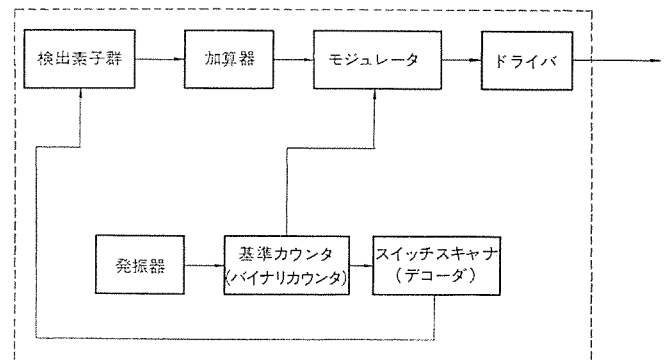 検出素子群
加算器
モジュレータ
ドライバ
発振器
基準カウンタ
(バイナリカウンタ)
スイッチスキャナ
(デコーダ)